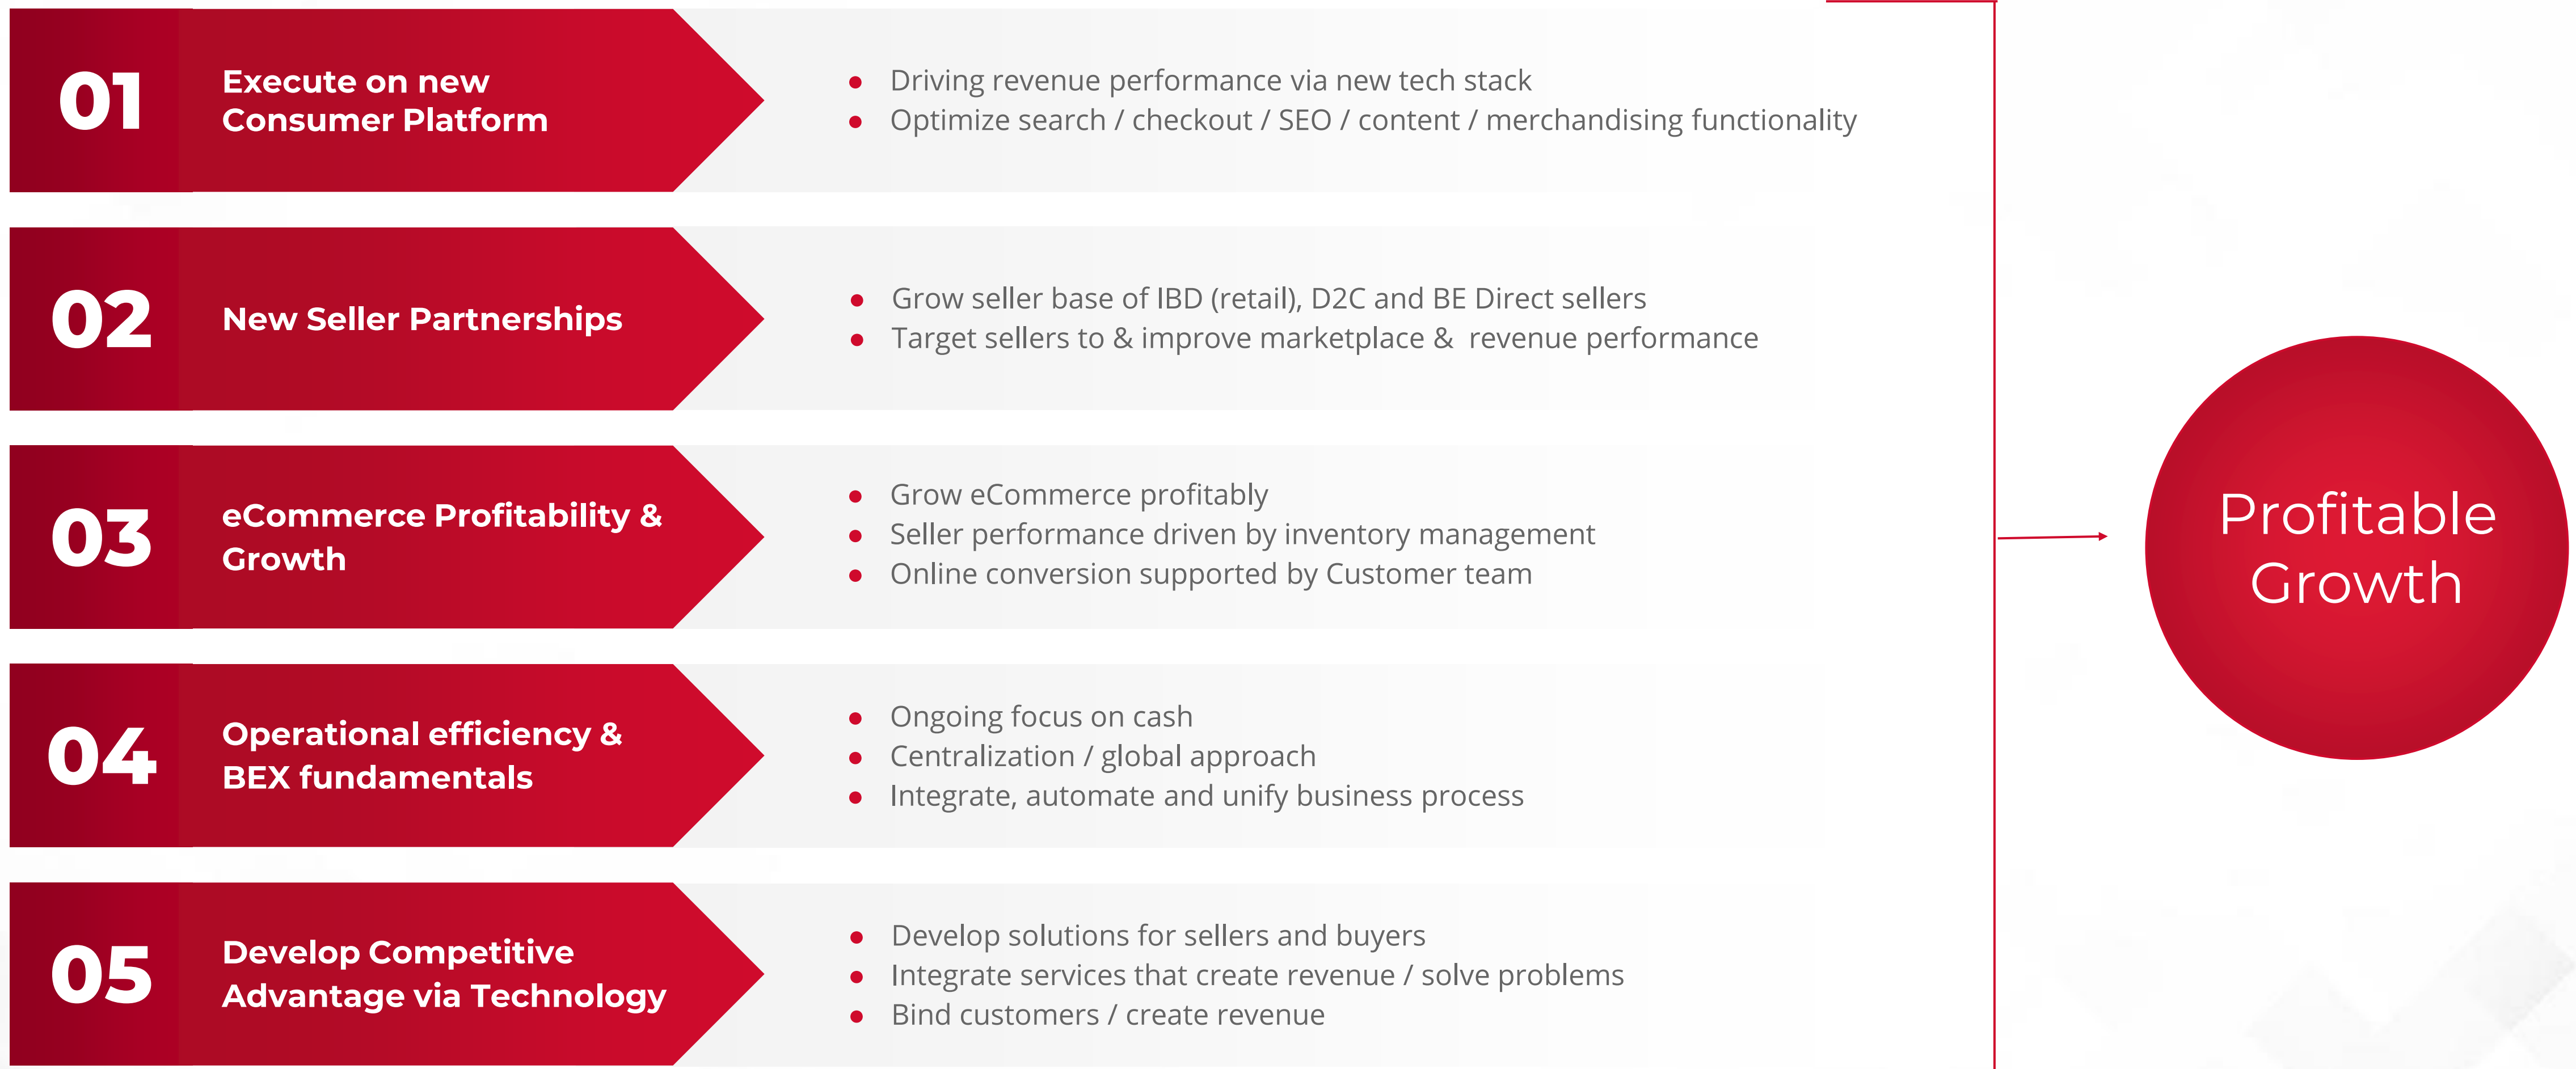 01
Execute on new
Consumer Platform
● Driving revenue performance via new tech stack
● Optimize search / checkout / SEO / content / merchandising functionality
02
New Seller Partnerships
● Grow seller base of IBD (retail), D2C and BE Direct sellers
● Target sellers to & improve marketplace &  revenue performance
03
eCommerce Profitability &
Growth
● Grow eCommerce profitably
● Seller performance driven by inventory management
● Online conversion supported by Customer team
04
Operational efficiency &
BEX fundamentals
● Ongoing focus on cash
● Centralization / global approach
● Integrate, automate and unify business process
05
Develop Competitive
Advantage via Technology
● Develop solutions for sellers and buyers
● Integrate services that create revenue / solve problems
● Bind customers / create revenue
Profitable
Growth